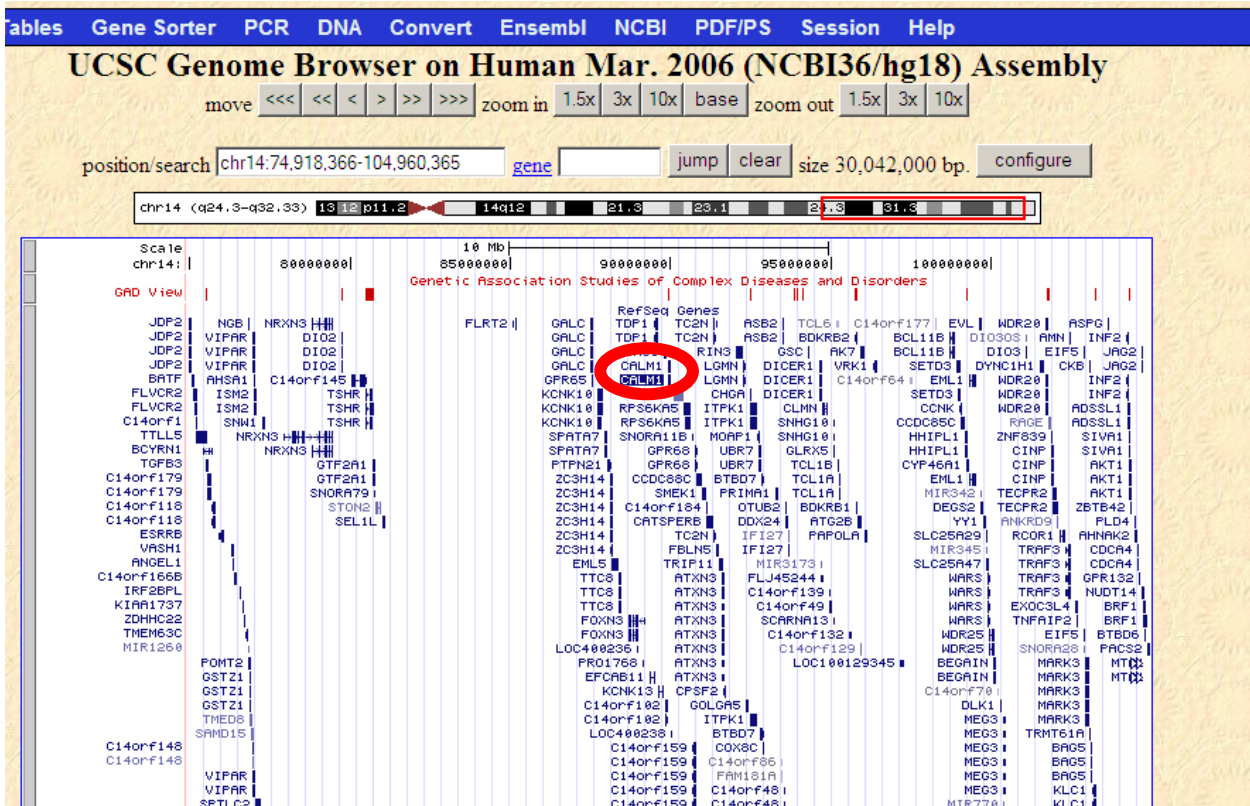 ables Gene Sorter PCR DNA Convert Ensembl NCBI PDF/PS Session Help
UCSC Genome Browser on Human Mar. 2006 (NCBI36/hg18) Assembly
move <<< << < > >> >>> zoom in 1.5x 3x 10x base zoom out 1.5x 3x 10x
position/search chr14:74,918,366-104,960,365 gene jump clear size 30,042,000 bp. configure
chr14 (q24.3-q32.33) 13 12 p11.2 14q12 21.3 23.1 24.3 31.3
Scale 10 Mb
chr14: 80000000 85000000 90000000 95000000 100000000
Genetic Association Studies of Complex Diseases and Disorders
GAD View
RefSeq Genes
JDP2 NGB NRXN3 FLRT2 GALC TDP1 TC2N ASB2 TCL6 C14orf177 EVL WDR20 ASPG
JDP2 VIPAR DIO2 GALC TDP1 TC2N ASB2 BDKRB2 BCL11B DIO3OS AMN INF2
JDP2 VIPAR DIO2 GALC RIN3 GSC AK7 BCL11B DIO3 EIF5 JAG2
JDP2 VIPAR DIO2 GALC CALM1 LGMN DICER1 VRK1 SETD3 DYNC1H1 CKB JAG2
BATF AHSA1 C14orf145 GPR65 CALM1 LGMN DICER1 C14orf64 EML1 WDR20 INF2
FLVCR2 ISM2 TSHR KCNK10 CHGA DICER1 SETD3 WDR20 INF2
FLVCR2 ISM2 TSHR KCNK10 RPS6KA5 ITPK1 CLMN CCNK WDR20 ADSSL1
C14orf1 SNW1 TSHR KCNK10 RPS6KA5 ITPK1 SNHG10 CCDC85C RAGE ADSSL1
TTLL5 NRXN3 SPATA7 SNORA11B MOAP1 SNHG10 HHIPL1 ZNF839 SIVA1
BCYRN1 NRXN3 SPATA7 GPR68 UBR7 GLRX5 HHIPL1 CINP SIVA1
TGFB3 GTF2A1 PTPN21 GPR68 UBR7 TCL1B CYP46A1 CINP AKT1
C14orf179 GTF2A1 ZC3H14 CCDC88C BTBD7 TCL1A EML1 CINP AKT1
C14orf179 SNORA79 ZC3H14 SMEK1 PRIMA1 TCL1A MIR342 TECPR2 AKT1
C14orf118 STON2 ZC3H14 C14orf184 OTUB2 BDKRB1 DEGS2 TECPR2 ZBTB42
C14orf118 SEL1L ZC3H14 CATSPERB DDX24 ATG2B YY1 ANKRD9 PLD4
ESRRB ZC3H14 TC2N IFI27 PAPOLA SLC25A29 RCOR1 AHNAK2
VASH1 ZC3H14 FBLN5 IFI27 MIR345 TRAF3 CDCA4
ANGEL1 EML5 TRIP11 MIR3173 SLC25A47 TRAF3 CDCA4
C14orf166B TTC8 ATXN3 FLJ45244 WARS TRAF3 GPR132
IRF2BPL TTC8 ATXN3 C14orf139 WARS TRAF3 NUDT14
KIAA1737 TTC8 ATXN3 C14orf49 WARS EXOC3L4 BRF1
ZDHHC22 FOXN3 ATXN3 SCARNA13 WARS TNFAIP2 BRF1
TMEM63C FOXN3 ATXN3 C14orf132 WDR25 EIF5 BTBD6
MIR1260 LOC400236 ATXN3 C14orf129 WDR25 SNORA28 PACS2
POMT2 PRO1768 ATXN3 LOC100129345 BEGAIN MARK3
GSTZ1 EFCAB11 ATXN3 BEGAIN MARK3
GSTZ1 KCNK13 CPSF2 C14orf70 MARK3
GSTZ1 C14orf102 GOLGA5 DLK1 MARK3
TMED8 C14orf102 ITPK1 MEG3 MARK3
SAMD15 LOC400238 BTBD7 MEG3 TRMT61A
C14orf148 C14orf159 COX8C MEG3 BAG5
C14orf148 C14orf159 C14orf86 MEG3 BAG5
VIPAR C14orf159 FAM181A MEG3 BAG5
VIPAR C14orf159 C14orf48 MEG3 KLC1
SPTLC2 C14orf159 C14orf48 MIR770 KLC1